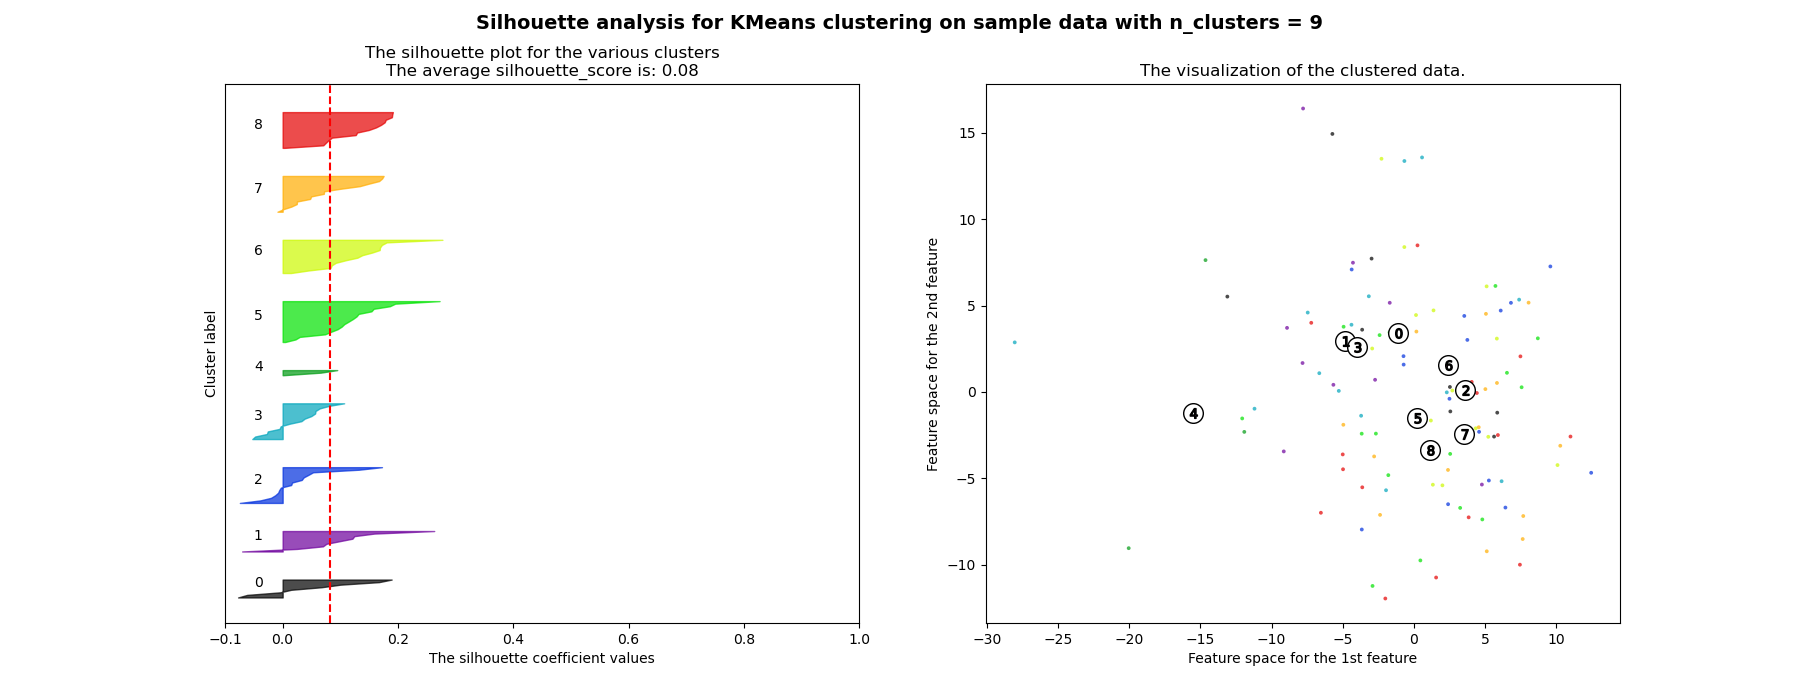 Silhouette analysis for KMeans clustering on sample data with n_clusters = 9
The silhouette plot for the various clusters
The average silhouette_score is: 0.08
Cluster label
8
7
6
5
4
3
2
1
0
−0.1 0.0 0.2 0.4 0.6 0.8 1.0
The silhouette coefficient values
The visualization of the clustered data.
Feature space for the 2nd feature
15
10
5
0
−5
−10
0
1
3
6
2
4
5
7
8
−30 −25 −20 −15 −10 −5 0 5 10
Feature space for the 1st feature